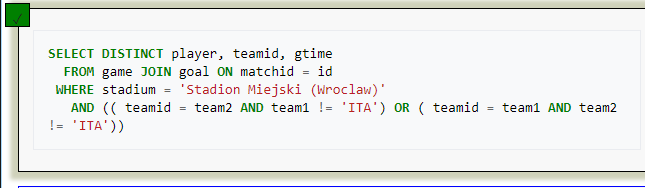 ✓
SELECT DISTINCT player, teamid, gtime
FROM game JOIN goal ON matchid = id
WHERE stadium = 'Stadion Miejski (Wroclaw)'
AND (( teamid = team2 AND team1 != 'ITA') OR ( teamid = team1 AND team2
!= 'ITA'))